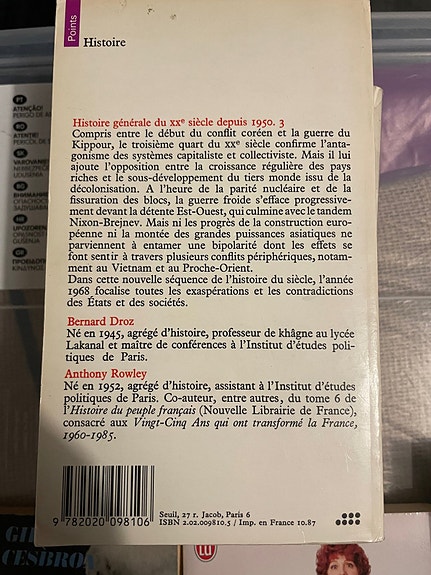 Points
Histoire
Histoire générale du XXe siècle depuis 1950. 3
Compris entre le début du conflit coréen et la guerre du
Kippour, le troisième quart du XXe siècle confirme l'anta-
gonisme des systèmes capitaliste et collectiviste. Mais il lui
ajoute l'opposition entre la croissance régulière des pays
riches et le sous-développement du tiers monde issu de la
décolonisation. A l'heure de la parité nucléaire et de la
fissuration des blocs, la guerre froide s'efface progressive-
ment devant la détente Est-Ouest, qui culmine avec le tandem
Nixon-Brejnev. Mais ni les progrès de la construction euro-
péenne ni la montée des grandes puissances asiatiques ne
parviennent à entamer une bipolarité dont les effets se
font sentir à travers plusieurs conflits périphériques, notam-
ment au Vietnam et au Proche-Orient.
Dans cette nouvelle séquence de l'histoire du siècle, l'année
1968 focalise toutes les exaspérations et les contradictions
des États et des sociétés.
Bernard Droz
Né en 1945, agrégé d'histoire, professeur de khâgne au lycée
Lakanal et maître de conférences à l'Institut d'études poli-
tiques de Paris.
Anthony Rowley
Né en 1952, agrégé d'histoire, assistant à l'Institut d'études
politiques de Paris. Co-auteur, entre autres, du tome 6 de
l'Histoire du peuple français (Nouvelle Librairie de France),
consacré aux Vingt-Cinq Ans qui ont transformé la France,
1960-1985.
9 782020 098106
Seuil, 27 r. Jacob, Paris 6
ISBN 2.02.009810.5 / Imp. en France 10.87
PT
ATENÇÃO!
RO
BG
GR
CESBRO
LU